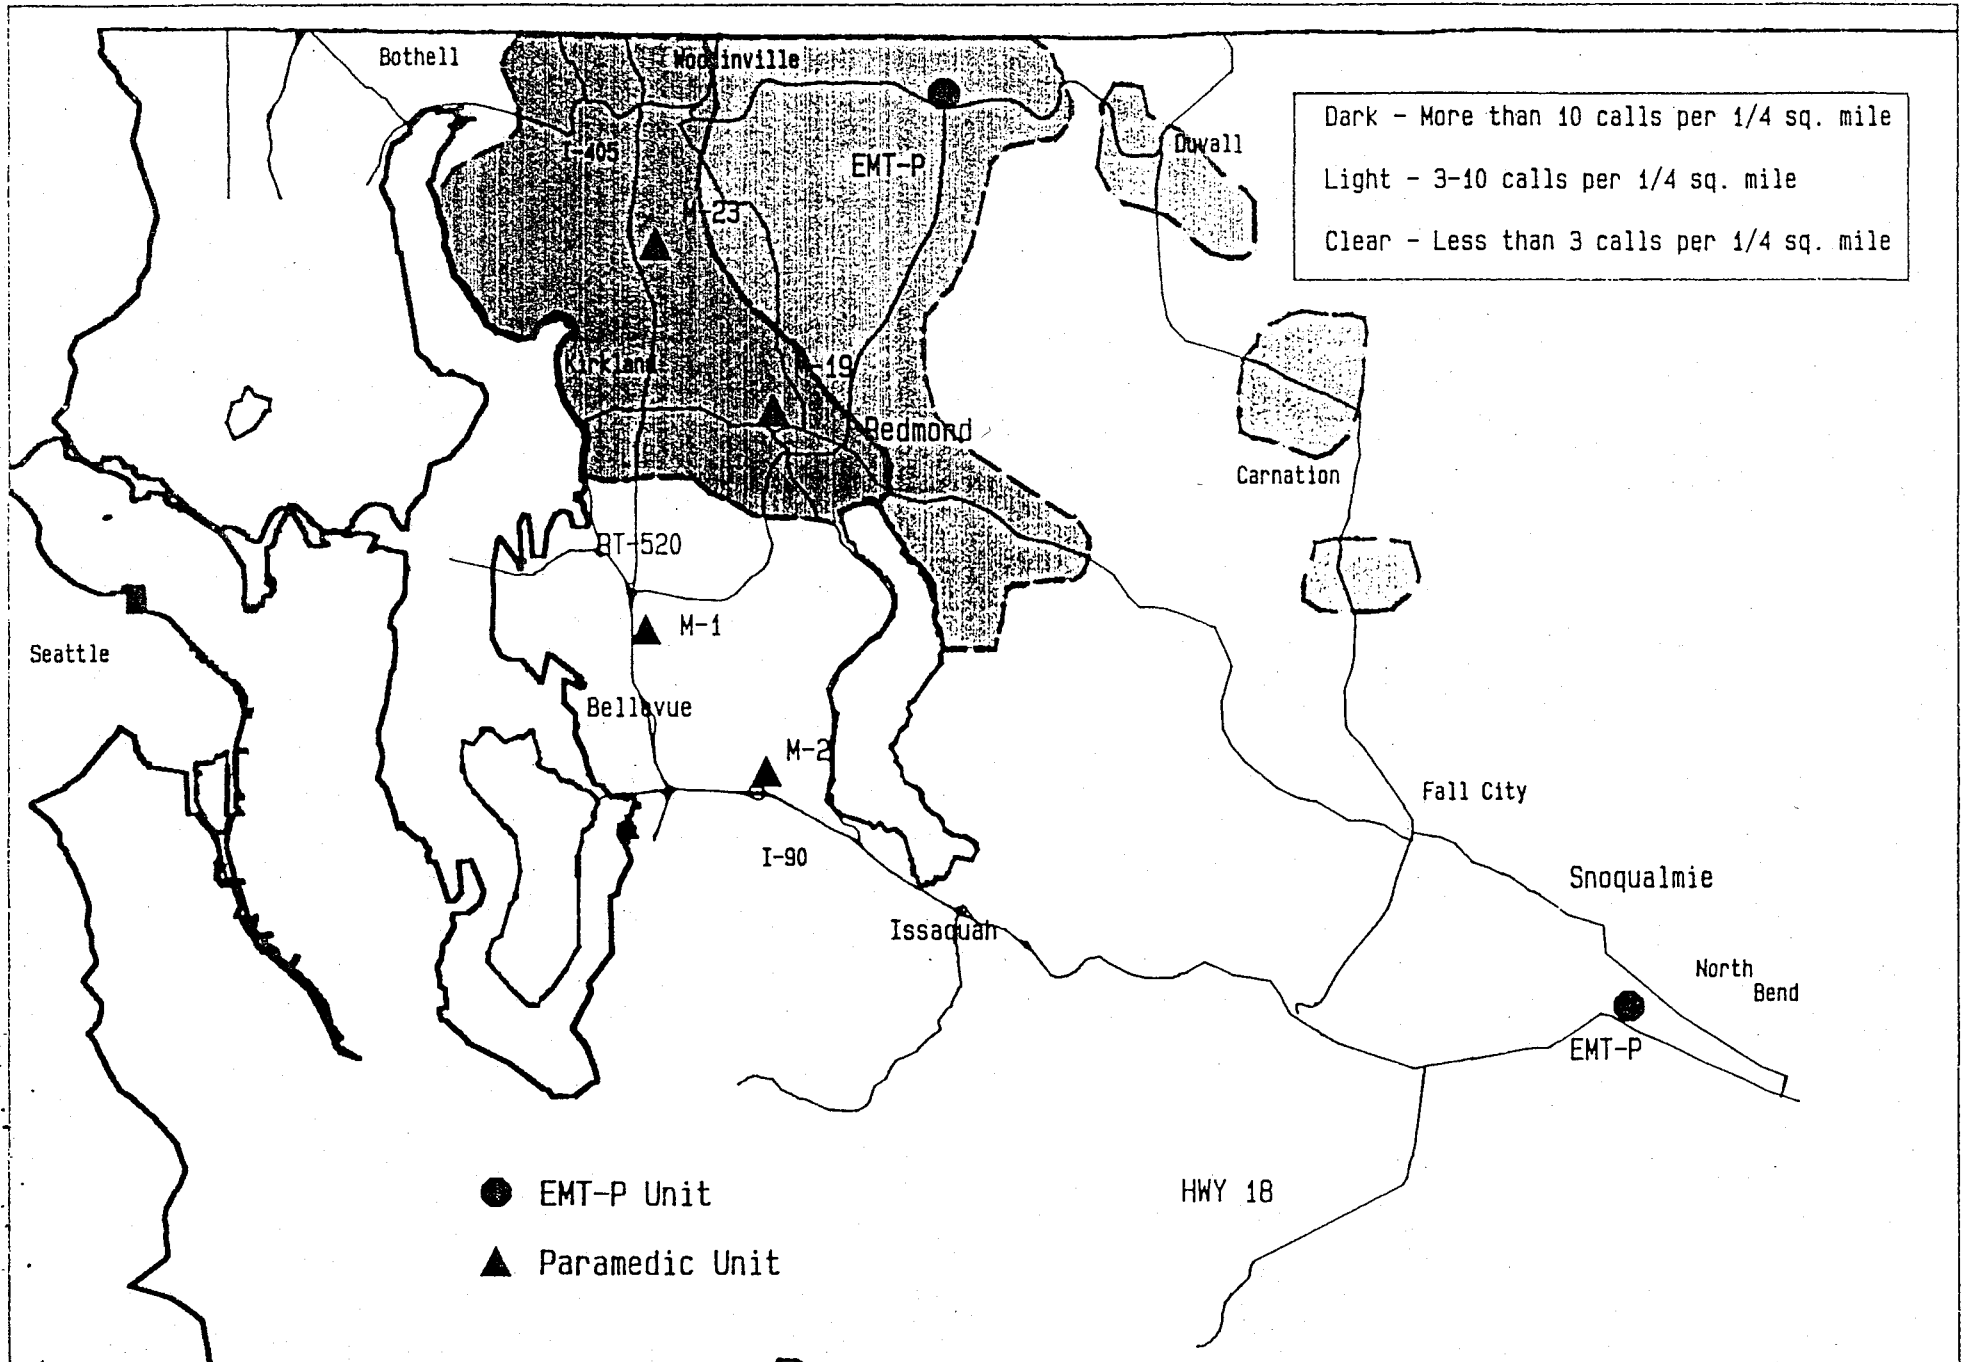 Bothell
Woodinville
Dark - More than 10 calls per 1/4 sq. mile
Light - 3-10 calls per 1/4 sq. mile
Clear - Less than 3 calls per 1/4 sq. mile
I-405
EMT-P
Duvall
M-23
Kirkland
M-19
Redmond
Carnation
RT-520
M-1
Seattle
Bellevue
M-2
Fall City
I-90
Snoqualmie
Issaquah
North
Bend
EMT-P
EMT-P Unit
HWY 18
Paramedic Unit